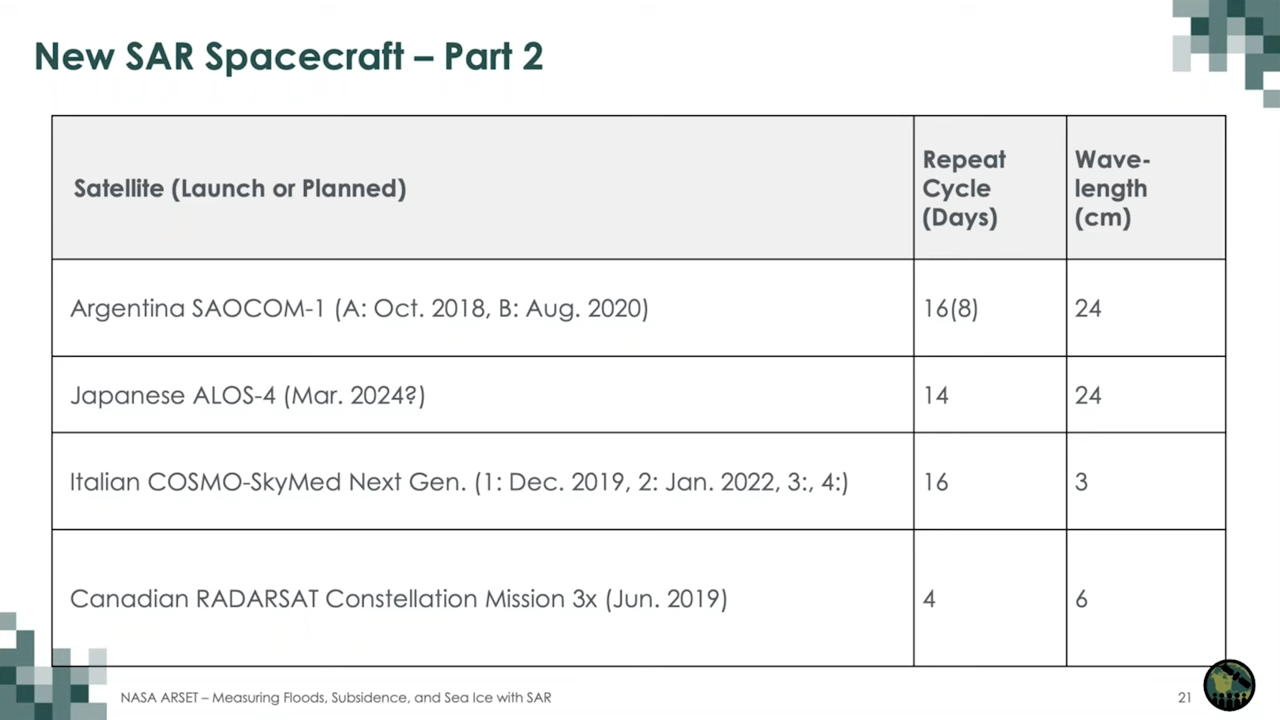 New SAR Spacecraft – Part 2
Satellite (Launch or Planned)
Repeat
Cycle
(Days)
Wave-
length
(cm)
Argentina SAOCOM-1 (A: Oct. 2018, B: Aug. 2020)
16(8)
24
Japanese ALOS-4 (Mar. 2024?)
14
24
Italian COSMO-SkyMed Next Gen. (1: Dec. 2019, 2: Jan. 2022, 3:, 4:)
16
3
Canadian RADARSAT Constellation Mission 3x (Jun. 2019)
4
6
NASA ARSET – Measuring Floods, Subsidence, and Sea Ice with SAR
21